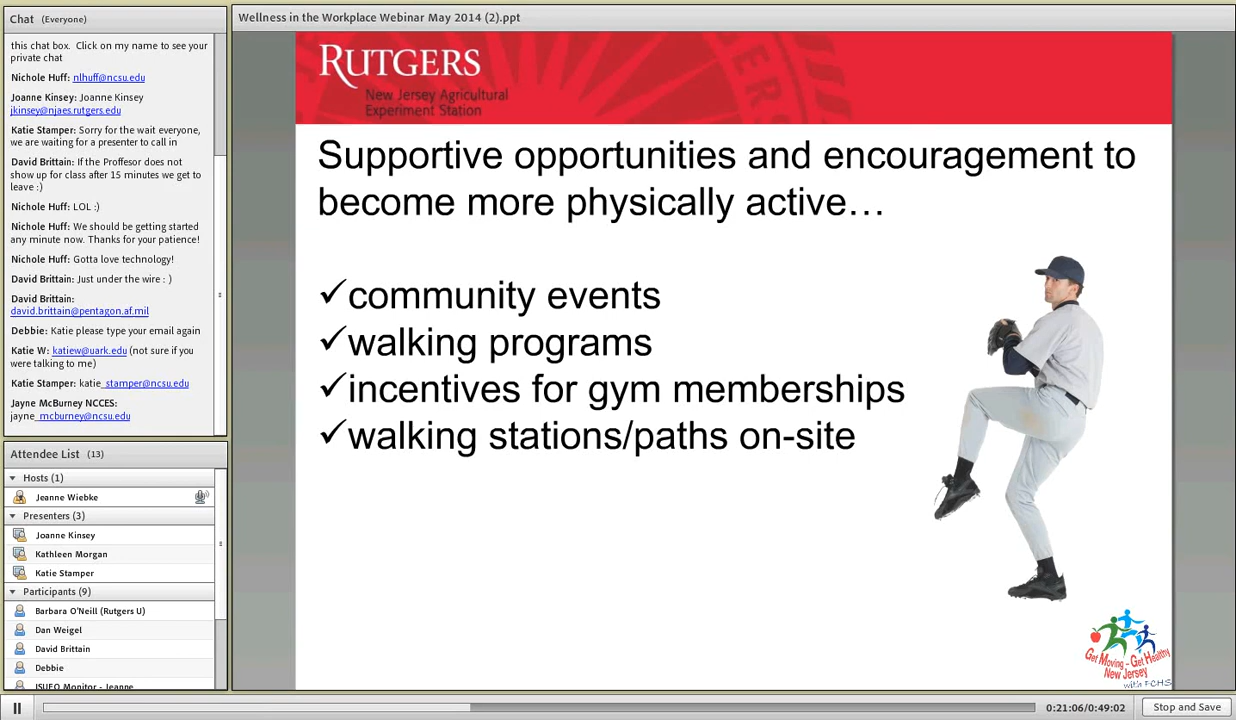 Chat (Everyone)
this chat box. Click on my name to see your
private chat
Nichole Huff: nlhuff@ncsu.edu
Joanne Kinsey: Joanne Kinsey
jkinsey@njaes.rutgers.edu
Katie Stamper: Sorry for the wait everyone,
we are waiting for a presenter to call in
David Brittain: If the Proffesor does not
show up for class after 15 minutes we get to
leave :)
Nichole Huff: LOL :)
Nichole Huff: We should be getting started
any minute now. Thanks for your patience!
Nichole Huff: Gotta love technology!
David Brittain: Just under the wire : )
David Brittain:
david.brittain@pentagon.af.mil
Debbie: Katie please type your email again
Katie W: katiew@uark.edu (not sure if you
were talking to me)
Katie Stamper: katie_stamper@ncsu.edu
Jayne McBurney NCCES:
jayne_mcburney@ncsu.edu
Attendee List (13)
Hosts (1)
Jeanne Wiebke
Presenters (3)
Joanne Kinsey
Kathleen Morgan
Katie Stamper
Participants (9)
Barbara O'Neill (Rutgers U)
Dan Weigel
David Brittain
Debbie
ISUEO Monitor - Jeanne
Wellness in the Workplace Webinar May 2014 (2).ppt
RUTGERS
New Jersey Agricultural
Experiment Station
Supportive opportunities and encouragement to
become more physically active…
✓community events
✓walking programs
✓incentives for gym memberships
✓walking stations/paths on-site
Get Moving - Get Healthy
New Jersey
with FCHS
0:21:06/0:49:02
Stop and Save